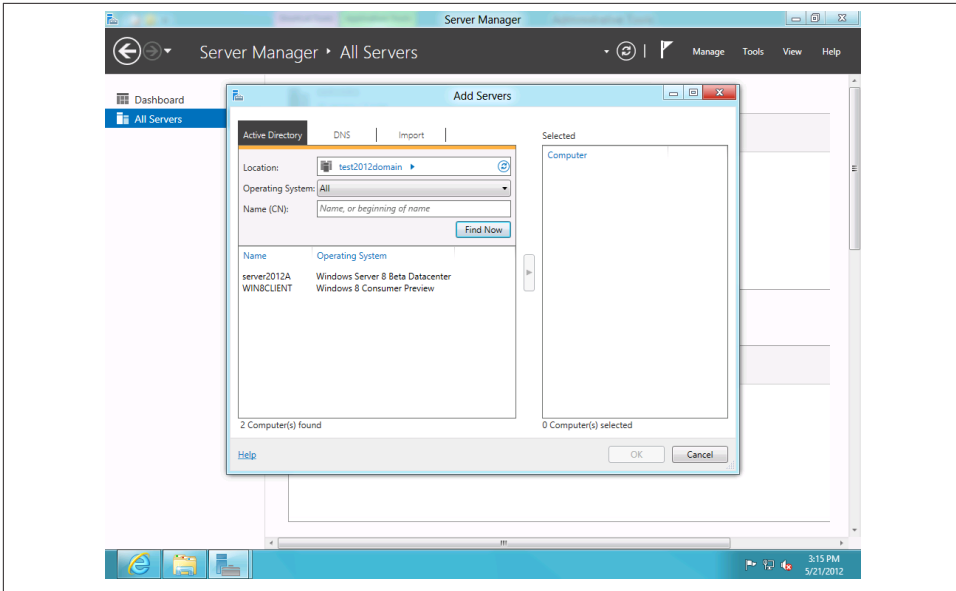 Server Manager
Server Manager • All Servers
Manage Tools View Help
Dashboard
All Servers
Add Servers
Active Directory DNS Import
Selected
Computer
Location: test2012domain
Operating System: All
Name (CN): Name, or beginning of name
Find Now
Name Operating System
server2012A Windows Server 8 Beta Datacenter
WIN8CLIENT Windows 8 Consumer Preview
2 Computer(s) found
0 Computer(s) selected
Help
OK Cancel
3:15 PM
5/21/2012